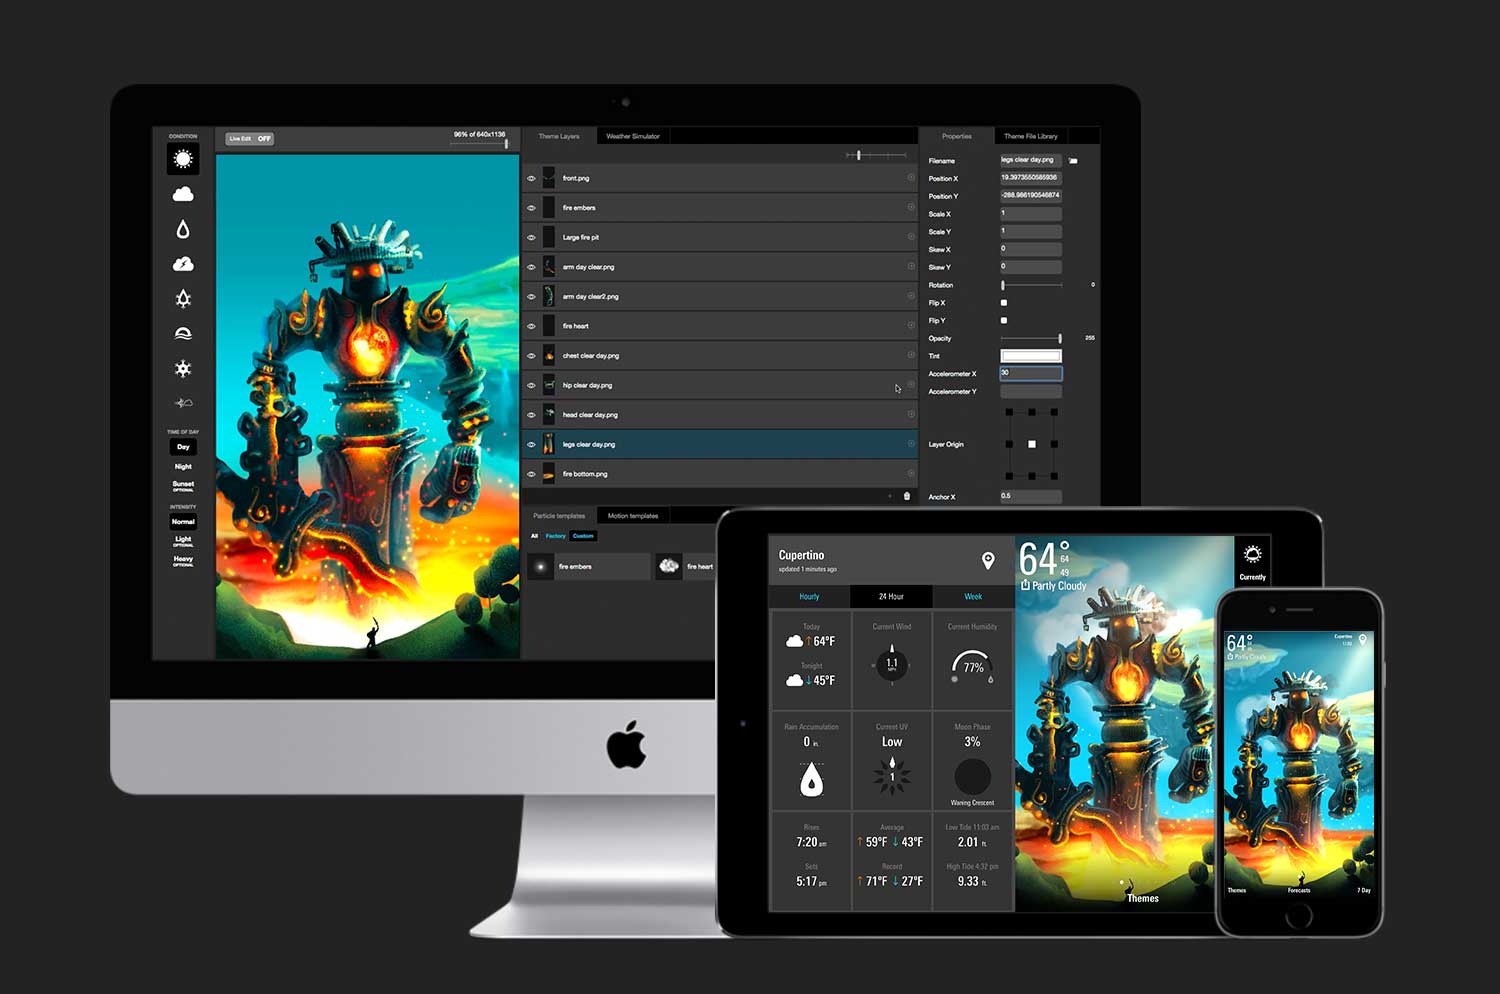 CONDITION
Live Edit OFF
96% of 640x1136
TIME OF DAY
Day
Night
Sunset
OPTIONAL
INTENSITY
Normal
Light
OPTIONAL
Heavy
OPTIONAL
Theme Layers Weather Simulator
front.png
fire embers
Large fire pit
arm day clear.png
arm day clear2.png
fire heart
chest clear day.png
hip clear day.png
head clear day.png
legs clear day.png
fire bottom.png
Particle templates Motion templates
All Factory Custom
fire embers fire heart
Properties Theme File Library
Filename legs clear day.png
Position X 19.3973550585936
Position Y -288.986190546874
Scale X 1
Scale Y 1
Skew X 0
Skew Y 0
Rotation 0
Flip X
Flip Y
Opacity 255
Tint
Accelerometer X 30
Accelerometer Y
Layer Origin
Anchor X 0.5
Cupertino
updated 1 minutes ago
Hourly 24 Hour Week
Today
64°F
Tonight
45°F
Current Wind
1.1
MPH
Current Humidity
77%
Rain Accumulation
0 in.
Current UV
Low
1
Moon Phase
3%
Waning Crescent
Rises
7:20 am
Sets
5:17 pm
Average
59°F 43°F
Record
71°F 27°F
Low Tide 11:03 am
2.01 ft.
High Tide 4:32 pm
9.33 ft.
64°
64
49
Partly Cloudy
Currently
Themes
64°
Partly Cloudy
Cupertino
Themes Forecasts 7 Day